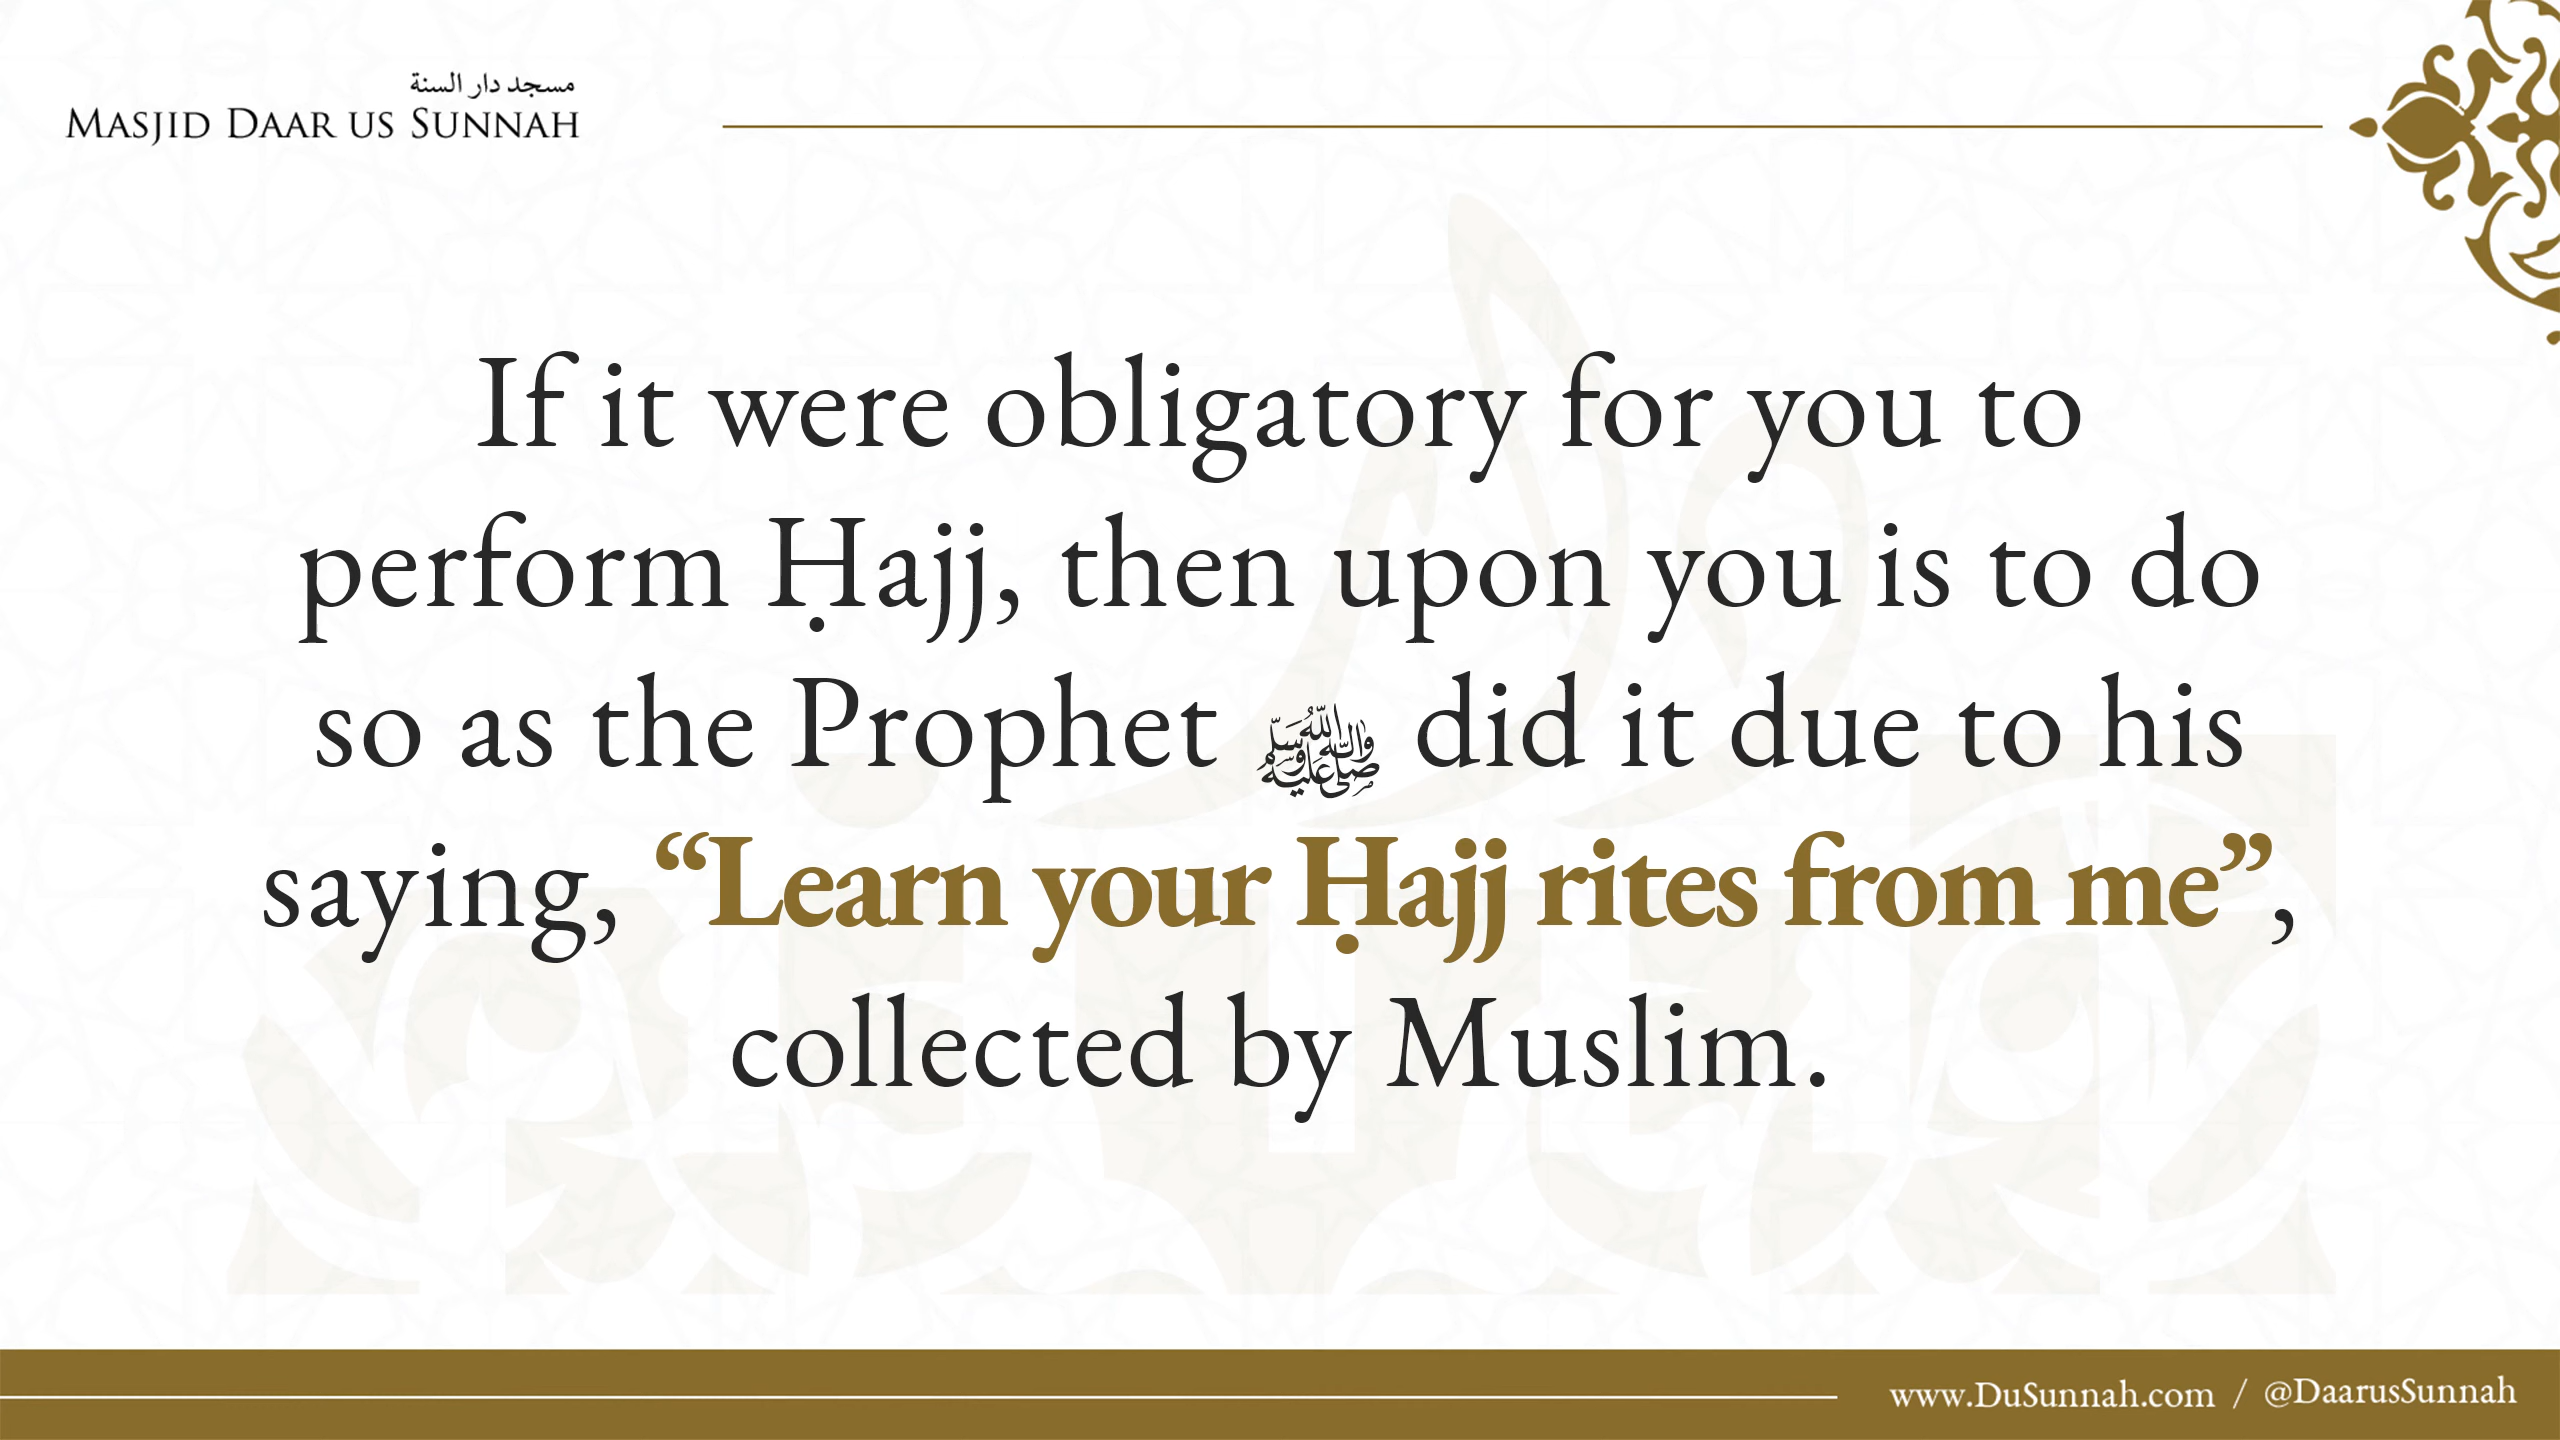 مسجد دار السنة
MASJID DAAR US SUNNAH
If it were obligatory for you to
perform Ḥajj, then upon you is to do
so as the Prophet ﷺ did it due to his
saying, “Learn your Ḥajj rites from me”,
collected by Muslim.
www.DuSunnah.com / @DaarusSunnah